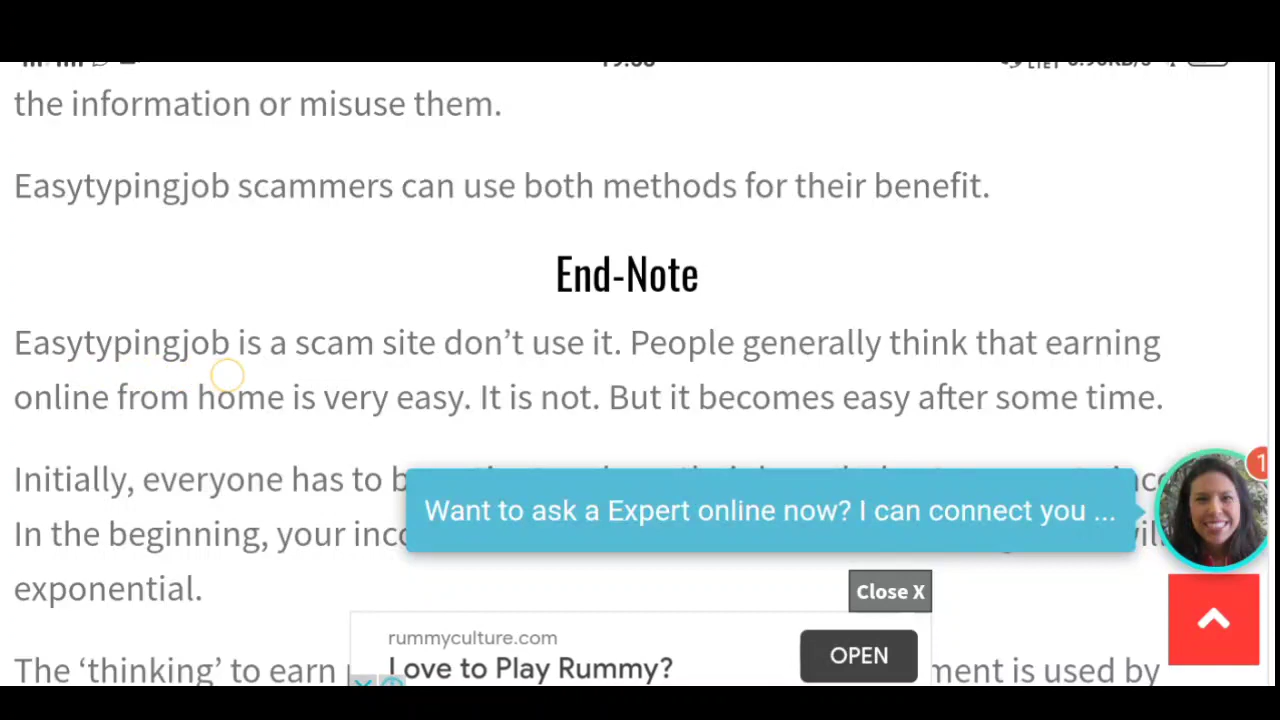 the information or misuse them.
Easytypingjob scammers can use both methods for their benefit.
End-Note
Easytypingjob is a scam site don't use it. People generally think that earning
online from home is very easy. It is not. But it becomes easy after some time.
Initially, everyone has to
Want to ask a Expert online now? I can connect you ...
1
In the beginning, your
exponential.
Close X
rummyculture.com
Love to Play Rummy?
OPEN
The ‘thinking’ to earn is used by